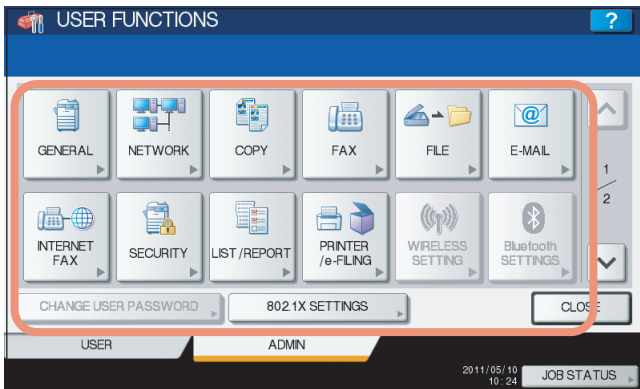 USER FUNCTIONS
?
GENERAL
NETWORK
COPY
FAX
FILE
@
E-MAIL
1
2
INTERNET
FAX
SECURITY
LIST/REPORT
PRINTER
/e-FILING
WIRELESS
SETTING
Bluetooth
SETTINGS
CHANGE USER PASSWORD
802.1X SETTINGS
CLOSE
USER
ADMIN
2011/05/10
10:24
JOB STATUS